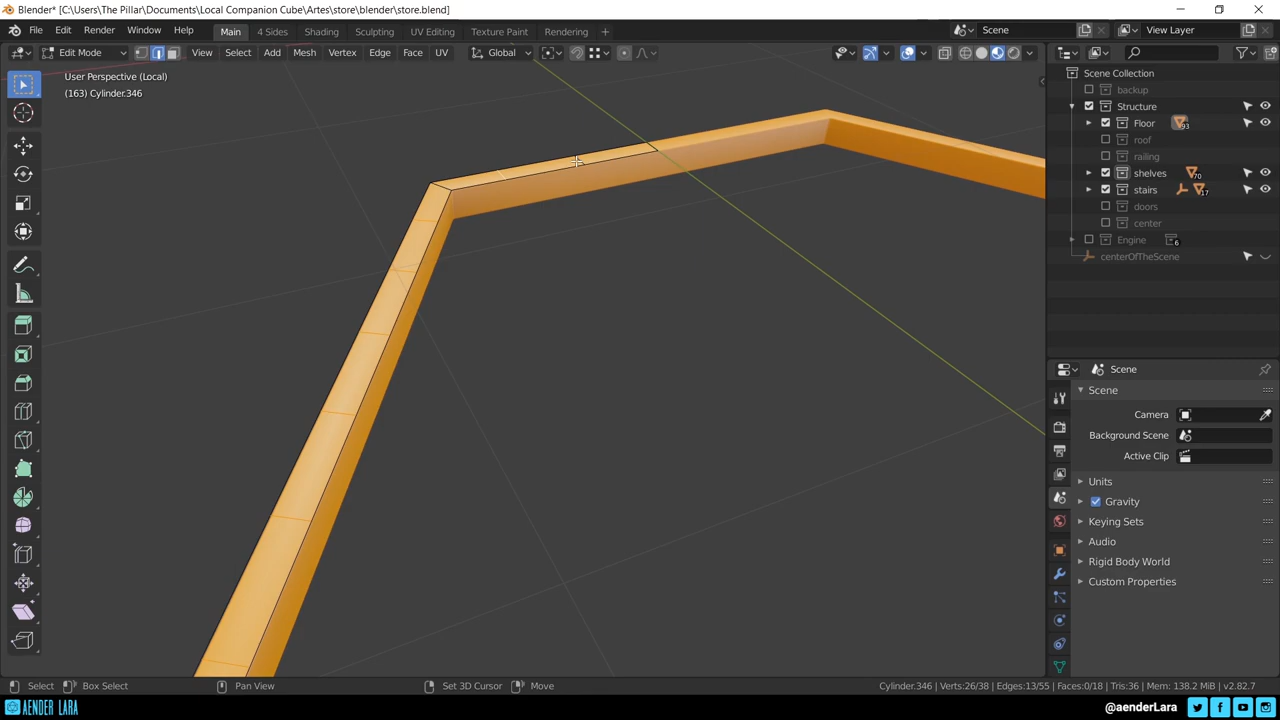 Blender* [C:\Users\The Pillar\Documents\Local Companion Cube\Artes\store\blender\store.blend]
File Edit Render Window Help Main 4 Sides Shading Sculpting UV Editing Texture Paint Rendering + Scene View Layer
Edit Mode View Select Add Mesh Vertex Edge Face UV Global
User Perspective (Local)
(163) Cylinder.346
Scene Collection
backup
Structure
Floor 93
roof
railing
shelves 70
stairs 17
doors
center
Engine 6
centerOfTheScene
Scene
Scene
Camera
Background Scene
Active Clip
Units
Gravity
Keying Sets
Audio
Rigid Body World
Custom Properties
Select Box Select Pan View Set 3D Cursor Move Cylinder.346 | Verts:26/38 | Edges:13/55 | Faces:0/18 | Tris:36 | Mem: 138.2 MiB | v2.82.7
AENDER LARA @aenderLara